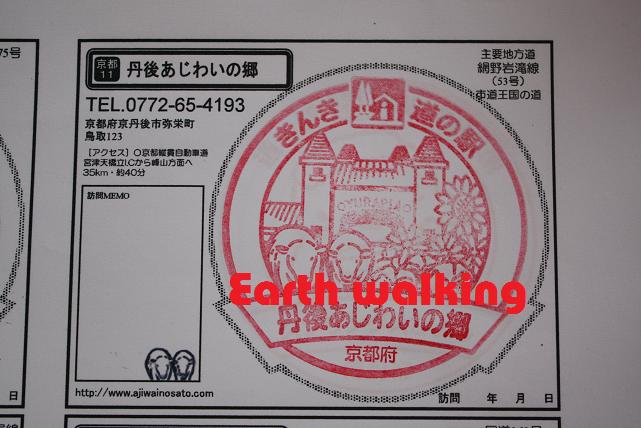 75号
京都
11
丹後あじわいの郷
TEL.0772-65-4193
京都府京丹後市弥栄町
鳥取123
［アクセス］〇京都縦貫自動車道
宮津天橋立I.Cから峰山方面へ
35km・約40分
訪問MEMO
主要地方道
網野岩滝線
(53号)
市道王国の道
きんき 道の駅
Earth walking
丹後あじわいの郷
京都府
http://www.ajiwainosato.com/
訪問 年 月 日
日